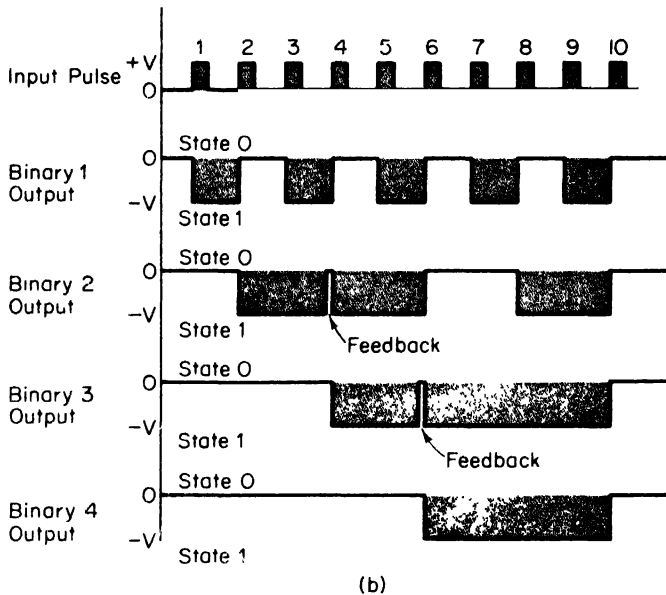 1 2 3 4 5 6 7 8 9 10
+V
Input Pulse
0
State 0
0
Binary 1
Output
-V
State 1
State 0
0
Binary 2
Output
-V
State 1
Feedback
State 0
0
Binary 3
Output
-V
State 1
Feedback
State 0
0
Binary 4
Output
-V
State 1
(b)